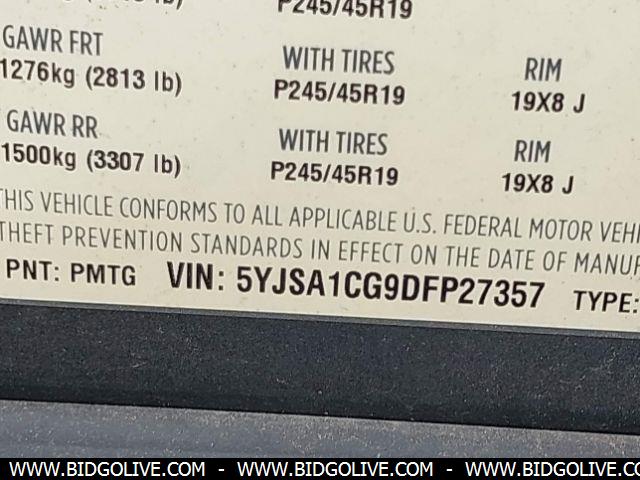 P245/45R19
GAWR FRT WITH TIRES RIM
1276kg (2813 lb) P245/45R19 19X8 J
GAWR RR WITH TIRES RIM
1500kg (3307 lb) P245/45R19 19X8 J
THIS VEHICLE CONFORMS TO ALL APPLICABLE U.S. FEDERAL MOTOR VEHI
THEFT PREVENTION STANDARDS IN EFFECT ON THE DATE OF MANUF
PNT: PMTG VIN: 5YJSA1CG9DFP27357 TYPE:
WWW.BIDGOLIVE.COM - WWW.BIDGOLIVE.COM - WWW.BIDGOLIVE.COM